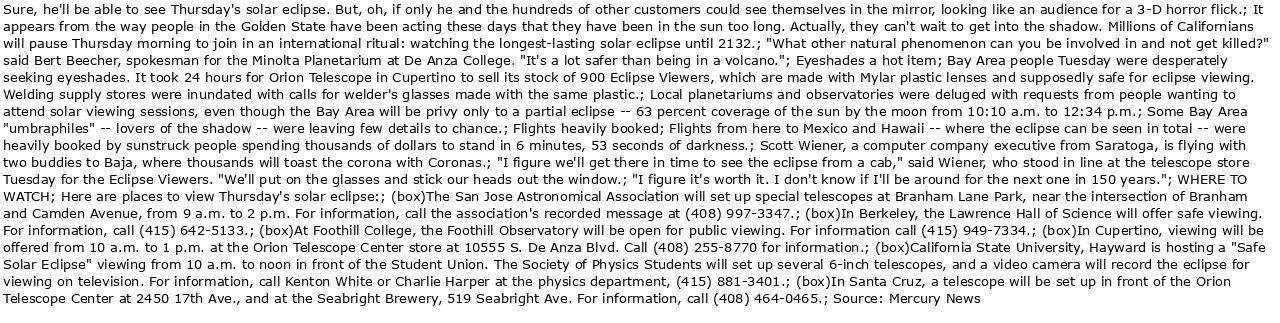 Sure, he'll be able to see Thursday's solar eclipse. But, oh, if only he and the hundreds of other customers could see themselves in the mirror, looking like an audience for a 3-D horror flick.; It
appears from the way people in the Golden State have been acting these days that they have been in the sun too long. Actually, they can't wait to get into the shadow. Millions of Californians
will pause Thursday morning to join in an international ritual: watching the longest-lasting solar eclipse until 2132.; "What other natural phenomenon can you be involved in and not get killed?"
said Bert Beecher, spokesman for the Minolta Planetarium at De Anza College. "It's a lot safer than being in a volcano."; Eyeshades a hot item; Bay Area people Tuesday were desperately
seeking eyeshades. It took 24 hours for Orion Telescope in Cupertino to sell its stock of 900 Eclipse Viewers, which are made with Mylar plastic lenses and supposedly safe for eclipse viewing.
Welding supply stores were inundated with calls for welder's glasses made with the same plastic.; Local planetariums and observatories were deluged with requests from people wanting to
attend solar viewing sessions, even though the Bay Area will be privy only to a partial eclipse -- 63 percent coverage of the sun by the moon from 10:10 a.m. to 12:34 p.m.; Some Bay Area
"umbraphiles" -- lovers of the shadow -- were leaving few details to chance.; Flights heavily booked; Flights from here to Mexico and Hawaii -- where the eclipse can be seen in total -- were
heavily booked by sunstruck people spending thousands of dollars to stand in 6 minutes, 53 seconds of darkness.; Scott Wiener, a computer company executive from Saratoga, is flying with
two buddies to Baja, where thousands will toast the corona with Coronas.; "I figure we'll get there in time to see the eclipse from a cab," said Wiener, who stood in line at the telescope store
Tuesday for the Eclipse Viewers. "We'll put on the glasses and stick our heads out the window.; "I figure it's worth it. I don't know if I'll be around for the next one in 150 years."; WHERE TO
WATCH; Here are places to view Thursday's solar eclipse:; (box)The San Jose Astronomical Association will set up special telescopes at Branham Lane Park, near the intersection of Branham
and Camden Avenue, from 9 a.m. to 2 p.m. For information, call the association's recorded message at (408) 997-3347.; (box)In Berkeley, the Lawrence Hall of Science will offer safe viewing.
For information, call (415) 642-5133.; (box)At Foothill College, the Foothill Observatory will be open for public viewing. For information call (415) 949-7334.; (box)In Cupertino, viewing will be
offered from 10 a.m. to 1 p.m. at the Orion Telescope Center store at 10555 S. De Anza Blvd. Call (408) 255-8770 for information.; (box)California State University, Hayward is hosting a "Safe
Solar Eclipse" viewing from 10 a.m. to noon in front of the Student Union. The Society of Physics Students will set up several 6-inch telescopes, and a video camera will record the eclipse for
viewing on television. For information, call Kenton White or Charlie Harper at the physics department, (415) 881-3401.; (box)In Santa Cruz, a telescope will be set up in front of the Orion
Telescope Center at 2450 17th Ave., and at the Seabright Brewery, 519 Seabright Ave. For information, call (408) 464-0465.; Source: Mercury News